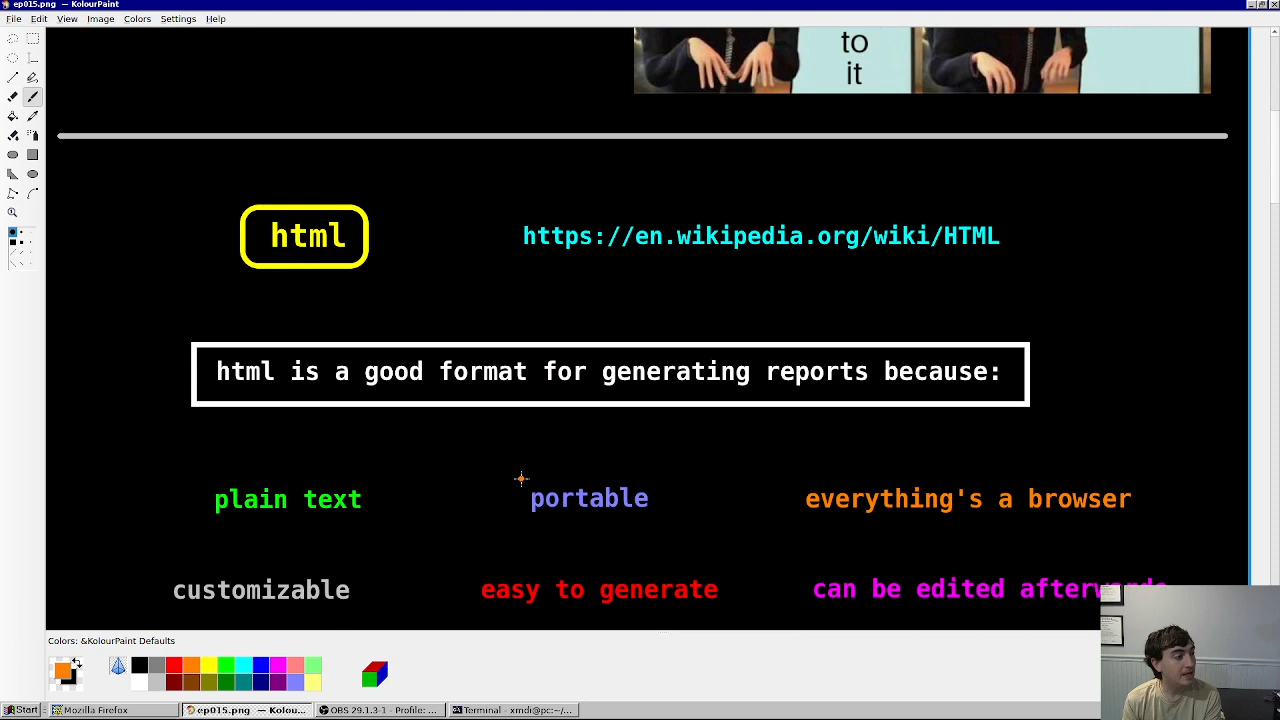 ep015.png — KolourPaint
File Edit View Image Colors Settings Help
to
it
html
https://en.wikipedia.org/wiki/HTML
html is a good format for generating reports because:
plain text portable everything's a browser
customizable easy to generate can be edited afterwards
Colors: &KolourPaint Defaults
Start Mozilla Firefox ep015.png — Kolou... OBS 29.1.3-1 - Profile: ... Terminal - xmdi@pc:~/...